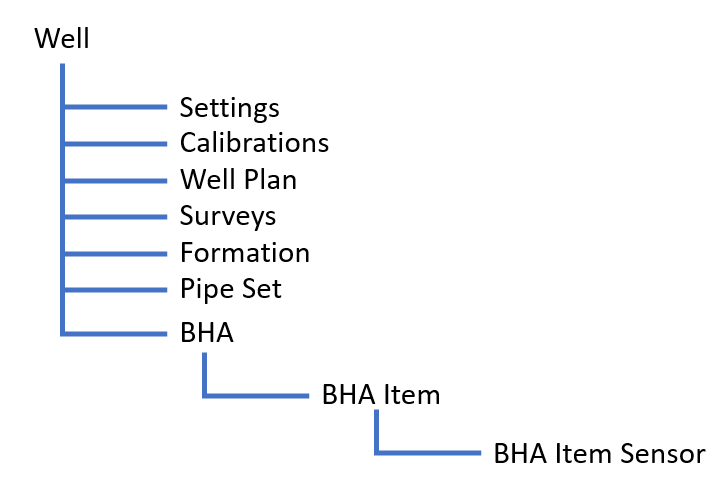 Well
Settings
Calibrations
Well Plan
Surveys
Formation
Pipe Set
BHA
BHA Item
BHA Item Sensor